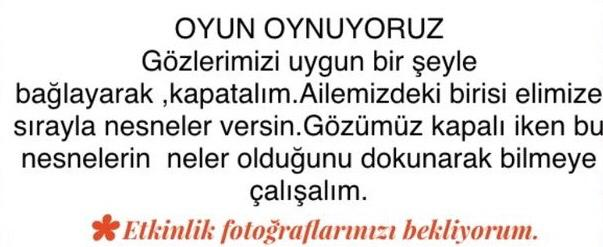 OYUN OYNUYORUZ
Gözlerimizi uygun bir şeyle
bağlayarak ,kapatalım.Ailemizdeki birisi elimize
sırayla nesneler versin.Gözümüz kapalı iken bu
nesnelerin  neler olduğunu dokunarak bilmeye
çalışalım.
✽Etkinlik fotoğraflarınızı bekliyorum.